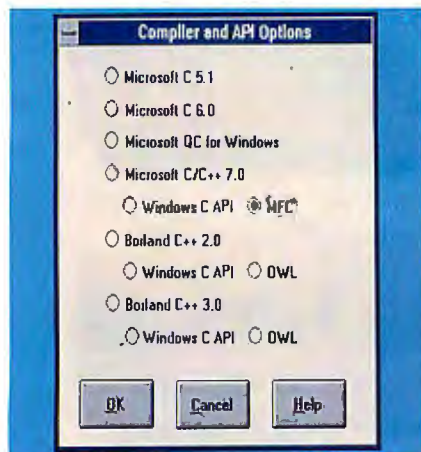 Compiler and API Options
Microsoft C 5.1
Microsoft C 6.0
Microsoft QC for Windows
Microsoft C/C++ 7.0
Windows C API MFC
Borland C++ 2.0
Windows C API OWL
Borland C++ 3.0
Windows C API OWL
OK Cancel Help